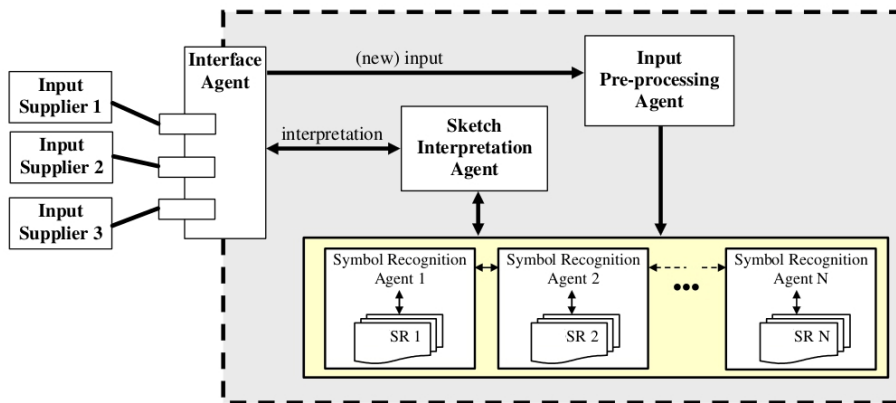 Interface
Agent
(new) input
Input
Pre-processing
Agent
Input
Supplier 1
Input
Supplier 2
Input
Supplier 3
interpretation
Sketch
Interpretation
Agent
Symbol Recognition
Agent 1
SR 1
Symbol Recognition
Agent 2
SR 2
•••
Symbol Recognition
Agent N
SR N